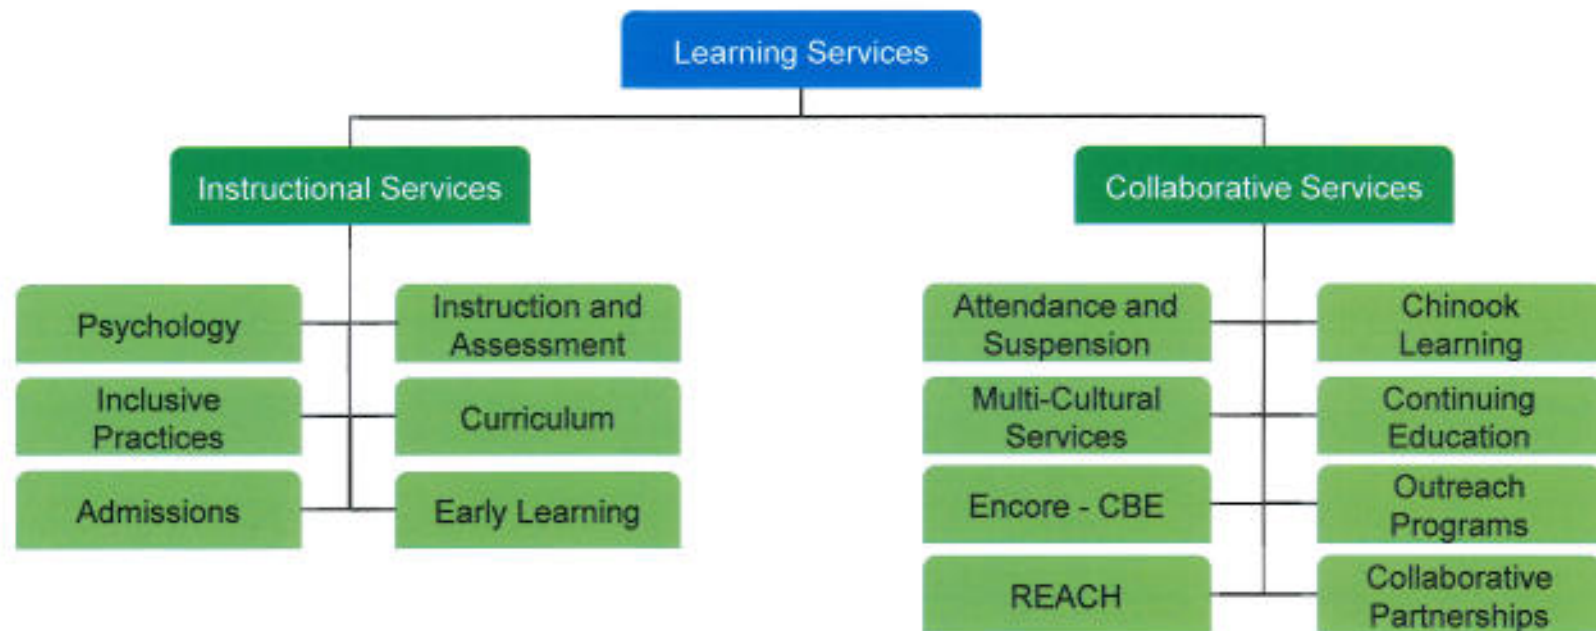 Learning Services
Instructional Services
Collaborative Services
Psychology
Instruction and
Assessment
Inclusive
Practices
Curriculum
Admissions
Early Learning
Attendance and
Suspension
Chinook
Learning
Multi-Cultural
Services
Continuing
Education
Encore - CBE
Outreach
Programs
REACH
Collaborative
Partnerships